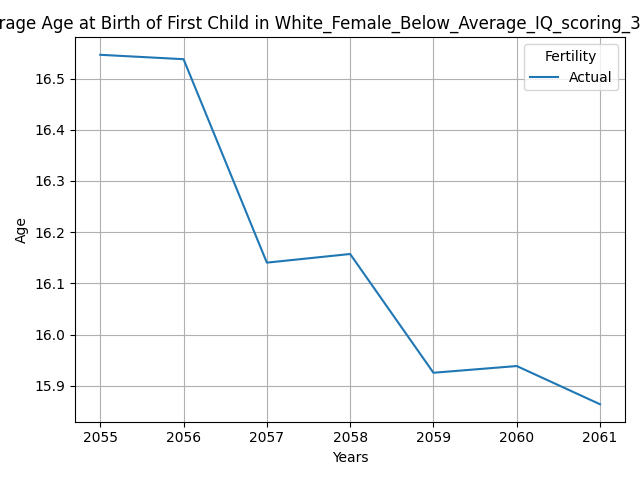 rage Age at Birth of First Child in White_Female_Below_Average_IQ_scoring_3
Fertility
Actual
Age
16.5
16.4
16.3
16.2
16.1
16.0
15.9
2055 2056 2057 2058 2059 2060 2061
Years